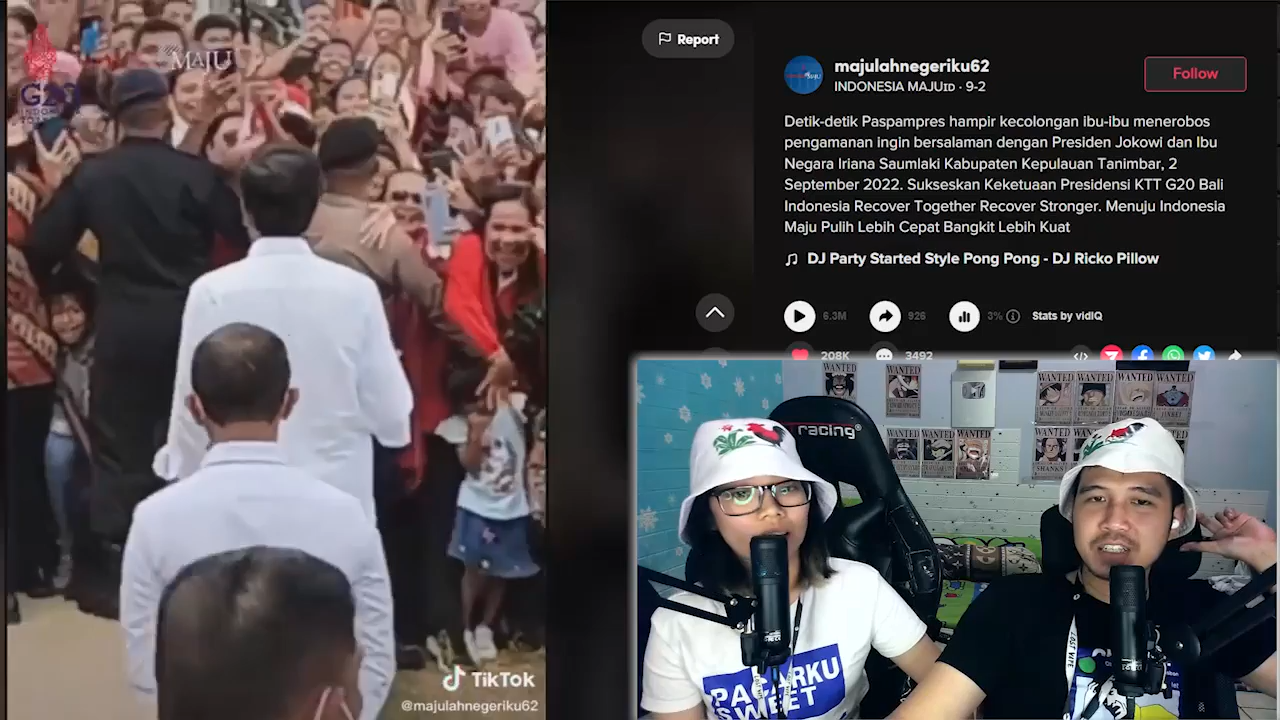 MAJU
G20
INDONESIA
Report
majulahnegeriku62
INDONESIA MAJUID · 9-2
Follow
Detik-detik Paspampres hampir kecolongan ibu-ibu menerobos
pengamanan ingin bersalaman dengan Presiden Jokowi dan Ibu
Negara Iriana Saumlaki Kabupaten Kepulauan Tanimbar, 2
September 2022. Sukseskan Keketuaan Presidensi KTT G20 Bali
Indonesia Recover Together Recover Stronger. Menuju Indonesia
Maju Pulih Lebih Cepat Bangkit Lebih Kuat
DJ Party Started Style Pong Pong - DJ Ricko Pillow
6.3M
926
3%
Stats by vidIQ
208K
3492
WANTED
WANTED
WANTED WANTED WANTED WANTED
WANTED WANTED WANTED WANTED
SHANKS
racing®
TikTok
@majulahnegeriku62